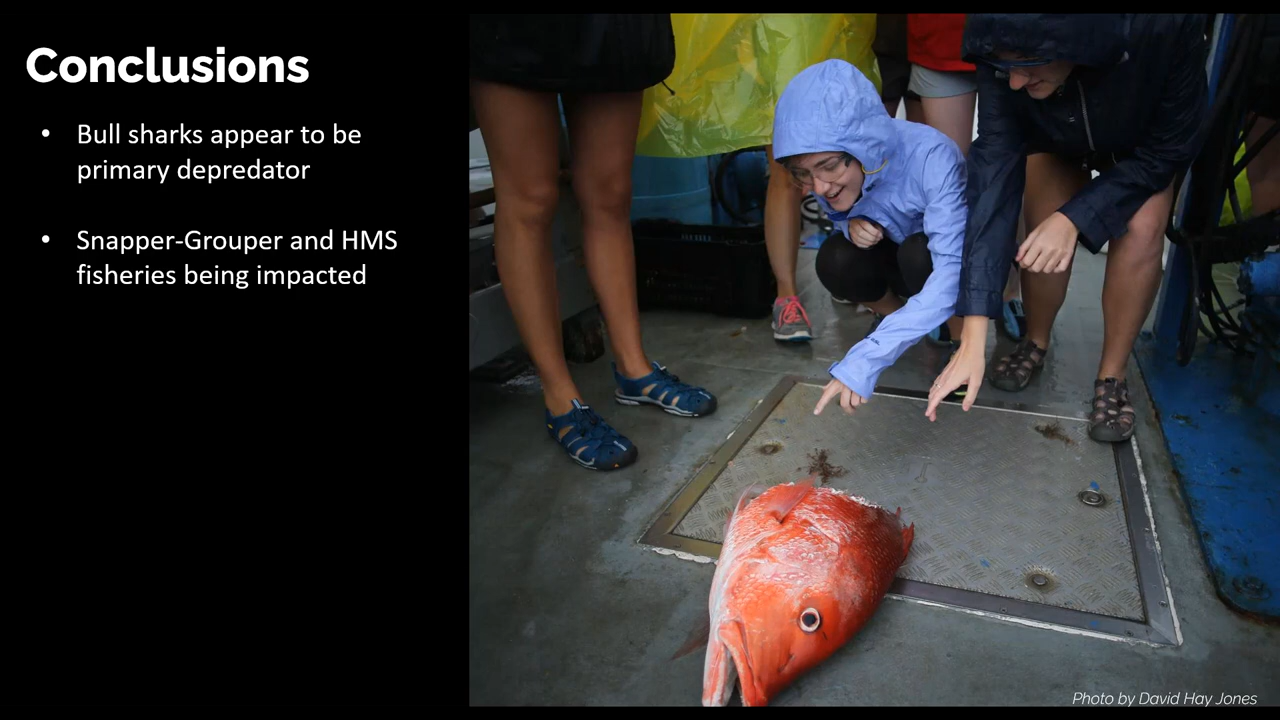 Conclusions
• Bull sharks appear to be
primary depredator
• Snapper-Grouper and HMS
fisheries being impacted
Photo by David Hay Jones